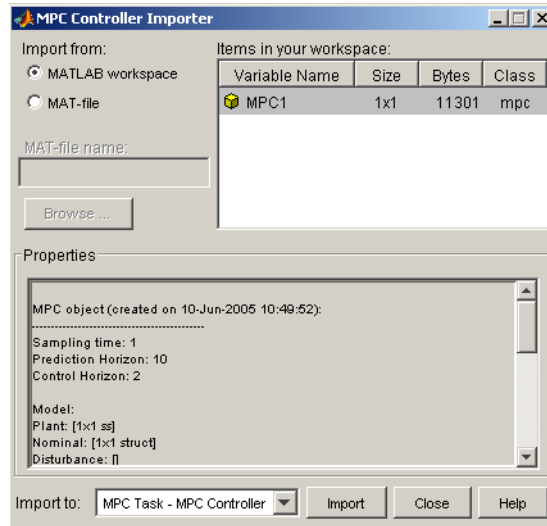 MPC Controller Importer
Import from:
MATLAB workspace
MAT-file
MAT-file name:
Browse ...
Items in your workspace:
Variable Name Size Bytes Class
MPC1 1x1 11301 mpc
Properties
MPC object (created on 10-Jun-2005 10:49:52):
---------------------------------------------
Sampling time: 1
Prediction Horizon: 10
Control Horizon: 2
Model:
Plant: [1x1 ss]
Nominal: [1x1 struct]
Disturbance: []
Import to: MPC Task - MPC Controller Import Close Help